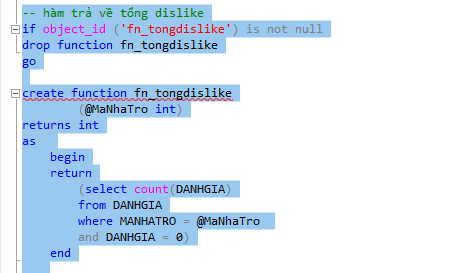 -- hàm trả về tổng dislike
if object_id ('fn_tongdislike') is not null
drop function fn_tongdislike
go
create function fn_tongdislike
(@MaNhaTro int)
returns int
as
begin
return
(select count(DANHGIA)
from DANHGIA
where MANHATRO = @MaNhaTro
and DANHGIA = 0)
end